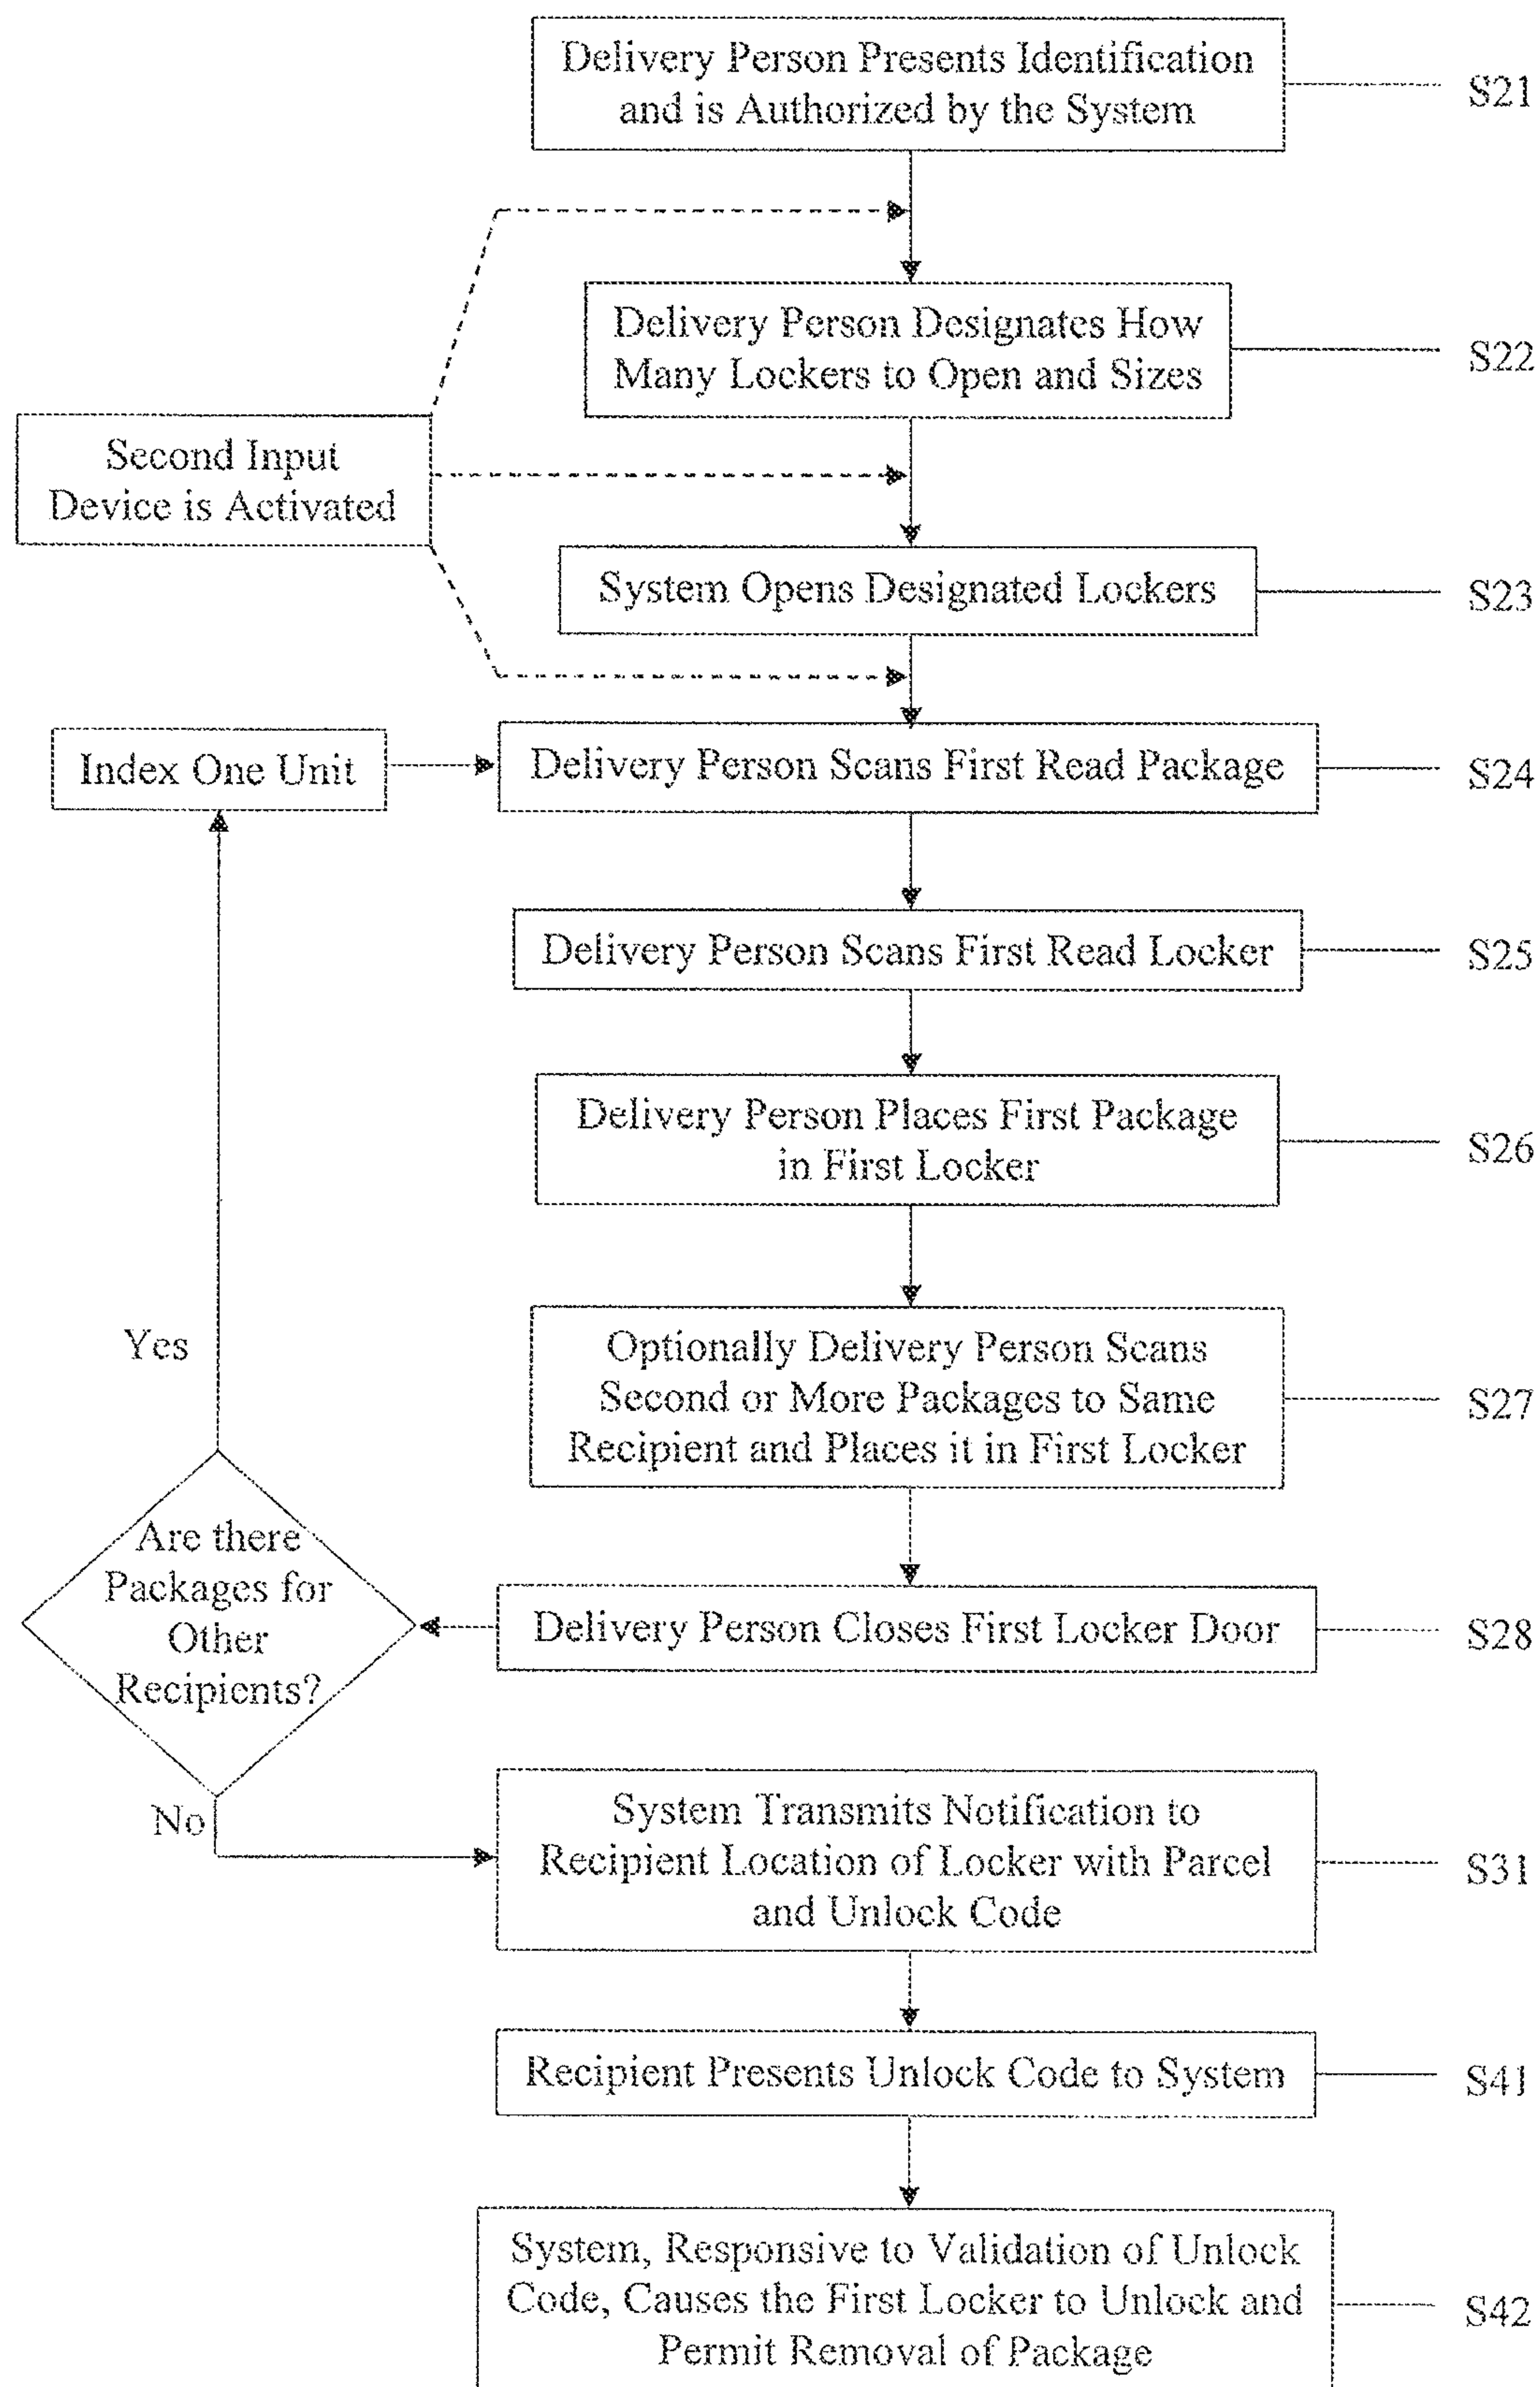 Delivery Person Presents Identification
and is Authorized by the System
S21
Delivery Person Designates How
Many Lockers to Open and Sizes
S22
Second Input
Device is Activated
System Opens Designated Lockers
S23
Index One Unit
Delivery Person Scans First Read Package
S24
Delivery Person Scans First Read Locker
S25
Delivery Person Places First Package
in First Locker
S26
Optionally Delivery Person Scans
Second or More Packages to Same
Recipient and Places it in First Locker
S27
Yes
Are there
Packages for
Other
Recipients?
Delivery Person Closes First Locker Door
S28
No
System Transmits Notification to
Recipient Location of Locker with Parcel
and Unlock Code
S31
Recipient Presents Unlock Code to System
S41
System, Responsive to Validation of Unlock
Code, Causes the First Locker to Unlock and
Permit Removal of Package
S42